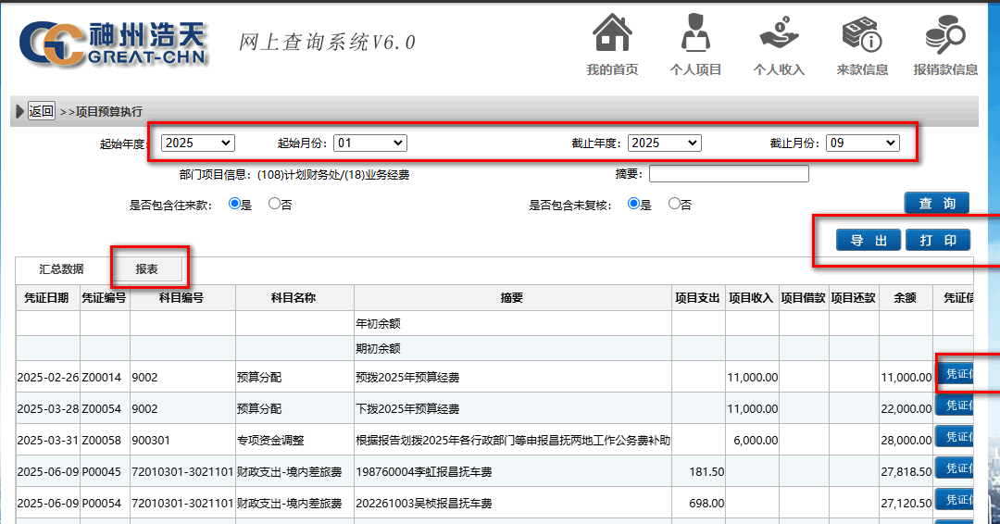 神州浩天
GREAT-CHN
网上查询系统V6.0
我的首页 个人项目 个人收入 来款信息 报销款信息
返回 >>项目预算执行
起始年度: 2025 起始月份: 01 截止年度: 2025 截止月份: 09
部门项目信息: (108)计划财务处/(18)业务经费 摘要:
是否包含往来款: 是 否 是否包含未复核: 是 否
查 询
导 出 打 印
汇总数据 报表
凭证日期 凭证编号 科目编号 科目名称 摘要 项目支出 项目收入 项目借款 项目还款 余额 凭证信
年初余额
期初余额
2025-02-26 Z00014 9002 预算分配 预拨2025年预算经费 11,000.00 11,000.00 凭证信
2025-03-28 Z00054 9002 预算分配 下拨2025年预算经费 11,000.00 22,000.00 凭证信
2025-03-31 Z00058 900301 专项资金调整 根据报告划拨2025年各行政部门等申报昌抚两地工作公务费补助 6,000.00 28,000.00 凭证信
2025-06-09 P00045 72010301-3021101 财政支出-境内差旅费 198760004李虹报昌抚车费 181.50 27,818.50 凭证信
2025-06-09 P00054 72010301-3021101 财政支出-境内差旅费 202261003吴桢报昌抚车费 698.00 27,120.50 凭证信